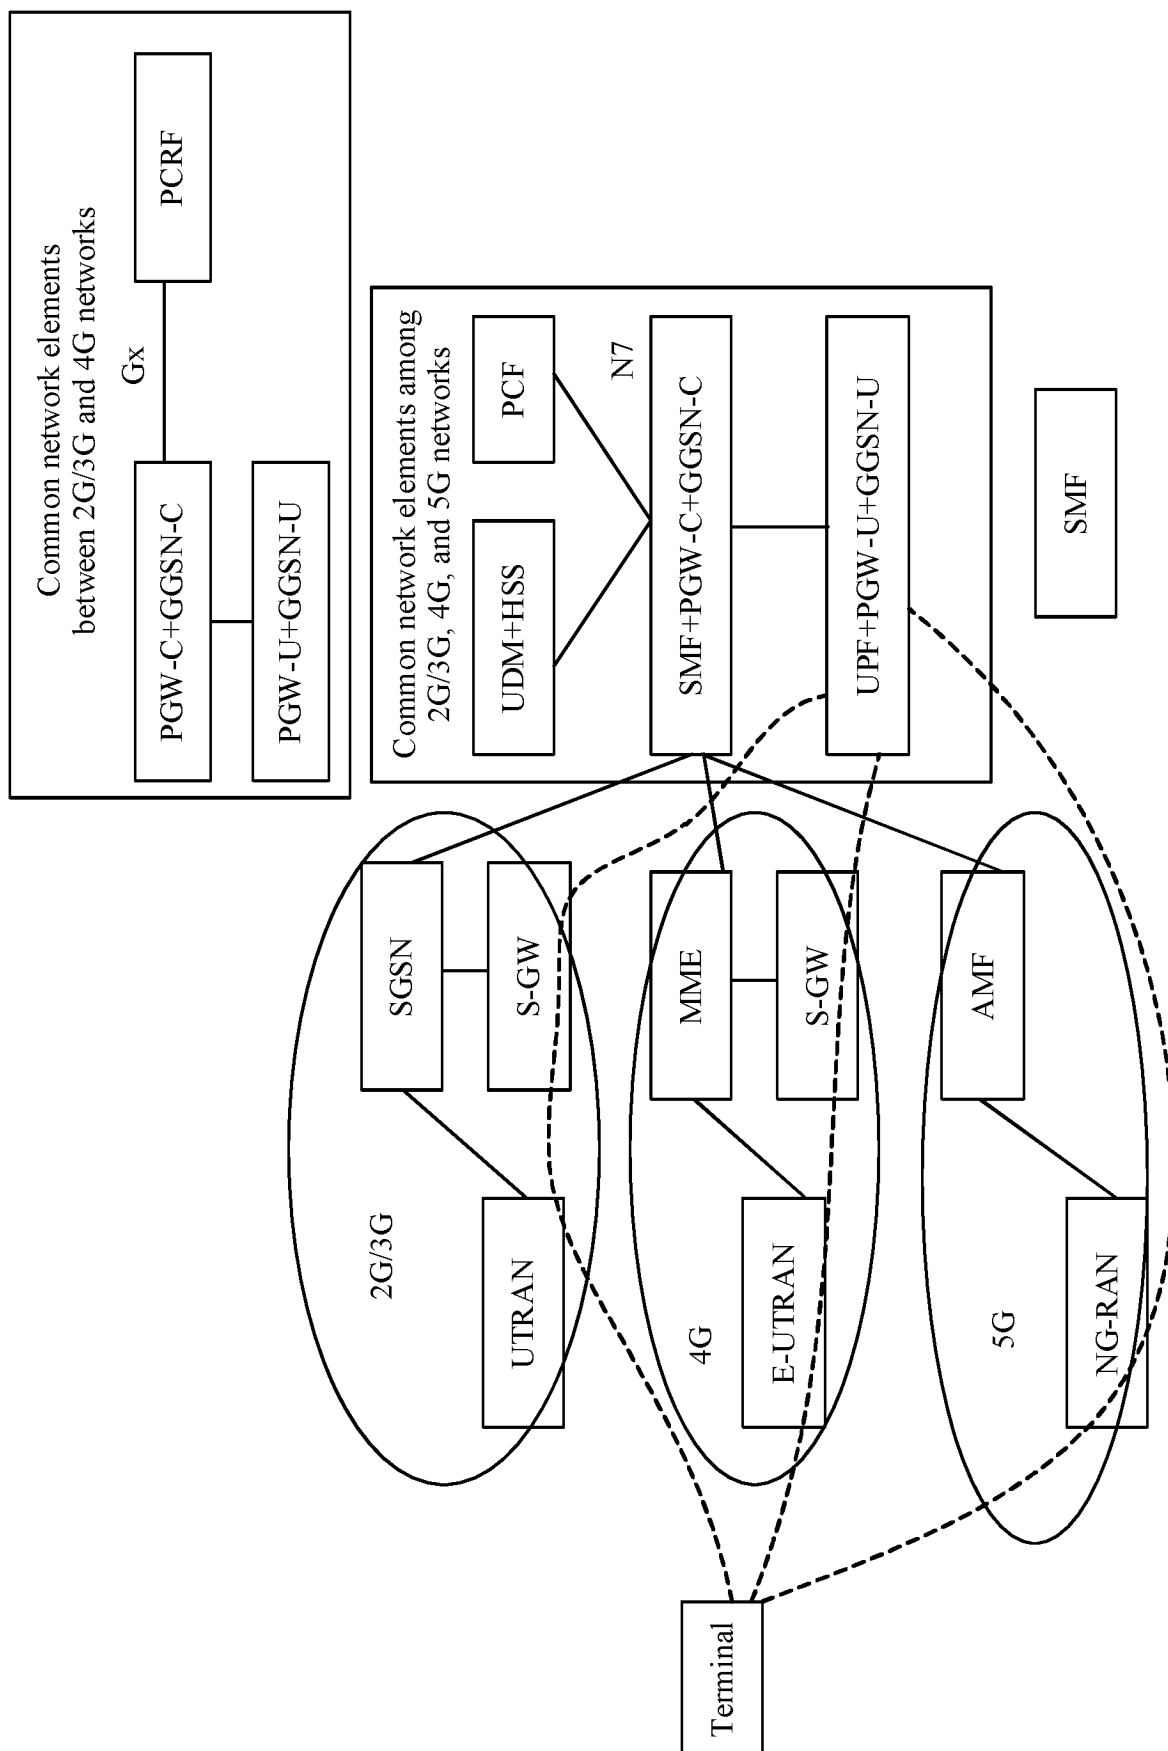 Common network elements
between 2G/3G and 4G networks
PGW-C+GGSN-C
Gx
PCRF
PGW-U+GGSN-U
Common network elements among
2G/3G, 4G, and 5G networks
UDM+HSS
PCF
N7
SMF+PGW-C+GGSN-C
UPF+PGW-U+GGSN-U
SMF
2G/3G
SGSN
S-GW
UTRAN
4G
MME
S-GW
E-UTRAN
5G
AMF
NG-RAN
Terminal